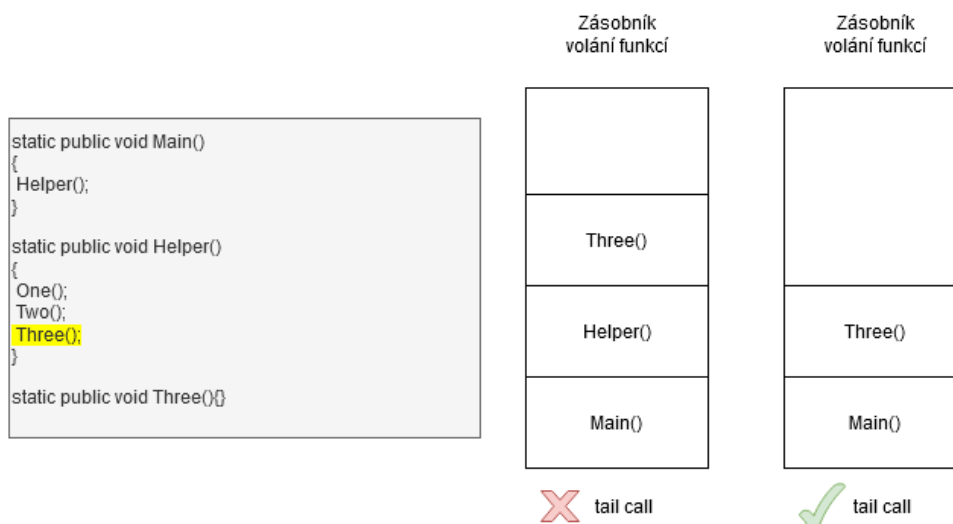 static public void Main()
{
Helper();
}
static public void Helper()
{
One();
Two();
Three();
}
static public void Three(){}
Zásobník
volání funkcí
Three()
Helper()
Main()
tail call
Zásobník
volání funkcí
Three()
Main()
tail call